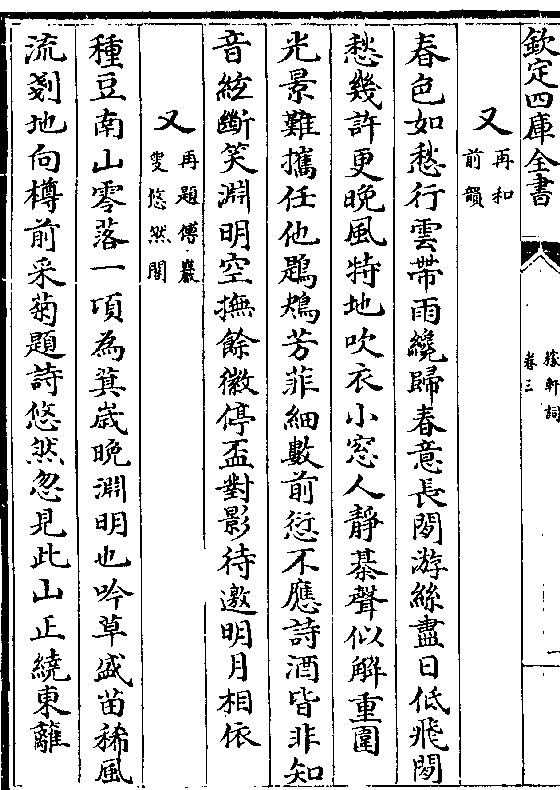 欽定四庫全書
稼軒詞
卷三
又再和前韻
春色如愁行雲帶雨纔歸春意長閒游絲盡日低飛閒
愁幾許更晚風特地吹衣小窓人靜棊聲似解重圍
光景難攜任他鶗鴂芳菲細數前愆不應詩酒皆非知
音絃斷笑淵明空撫餘徽停盃對影待邀明月相依
又再題傅巖叟悠然閣
種豆南山零落一項為萁歲晚淵明也吟草盛苗稀風
流剗地向樽前采菊題詩悠然忽見此山正繞東籬